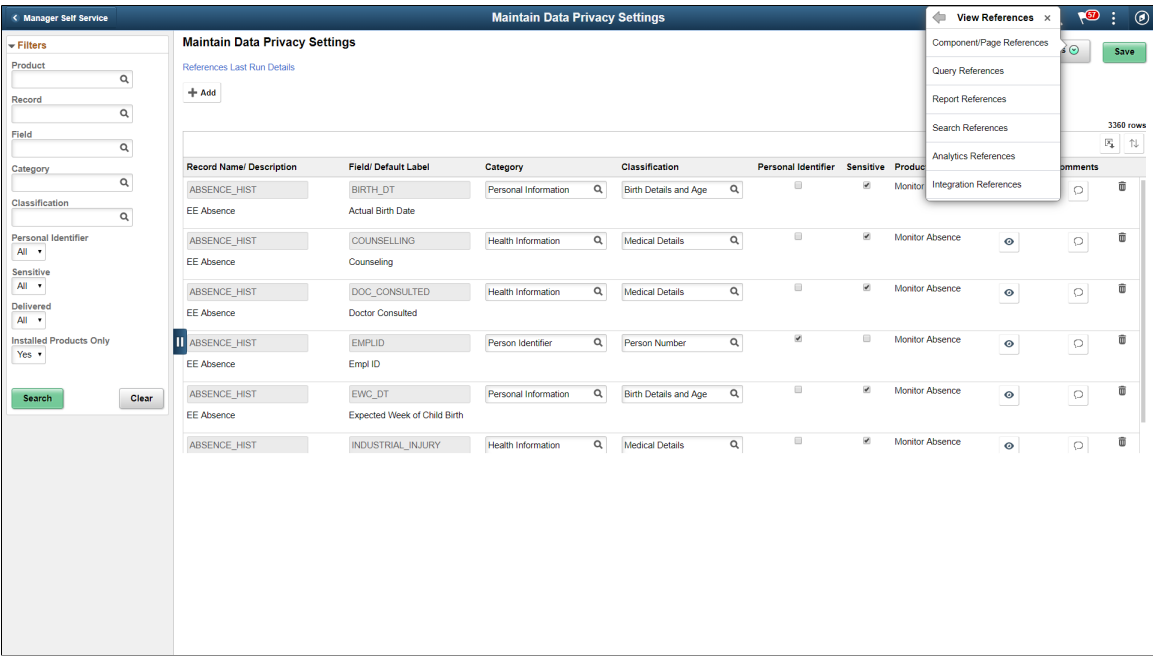 Manager Self Service
Maintain Data Privacy Settings
View References ×
57
Filters
Product
Record
Field
Category
Classification
Personal Identifier
All
Sensitive
All
Delivered
All
Installed Products Only
Yes
Search Clear
Maintain Data Privacy Settings
References Last Run Details
Add
Component/Page References
Query References
Report References
Search References
Analytics References
Integration References
Save
3360 rows
Record Name/ Description Field/ Default Label Category Classification Personal Identifier Sensitive Produc omments
ABSENCE_HIST BIRTH_DT Personal Information Birth Details and Age Monitor
EE Absence Actual Birth Date
ABSENCE_HIST COUNSELLING Health Information Medical Details Monitor Absence
EE Absence Counseling
ABSENCE_HIST DOC_CONSULTED Health Information Medical Details Monitor Absence
EE Absence Doctor Consulted
ABSENCE_HIST EMPLID Person Identifier Person Number Monitor Absence
EE Absence Empl ID
ABSENCE_HIST EWC_DT Personal Information Birth Details and Age Monitor Absence
EE Absence Expected Week of Child Birth
ABSENCE_HIST INDUSTRIAL_INJURY Health Information Medical Details Monitor Absence